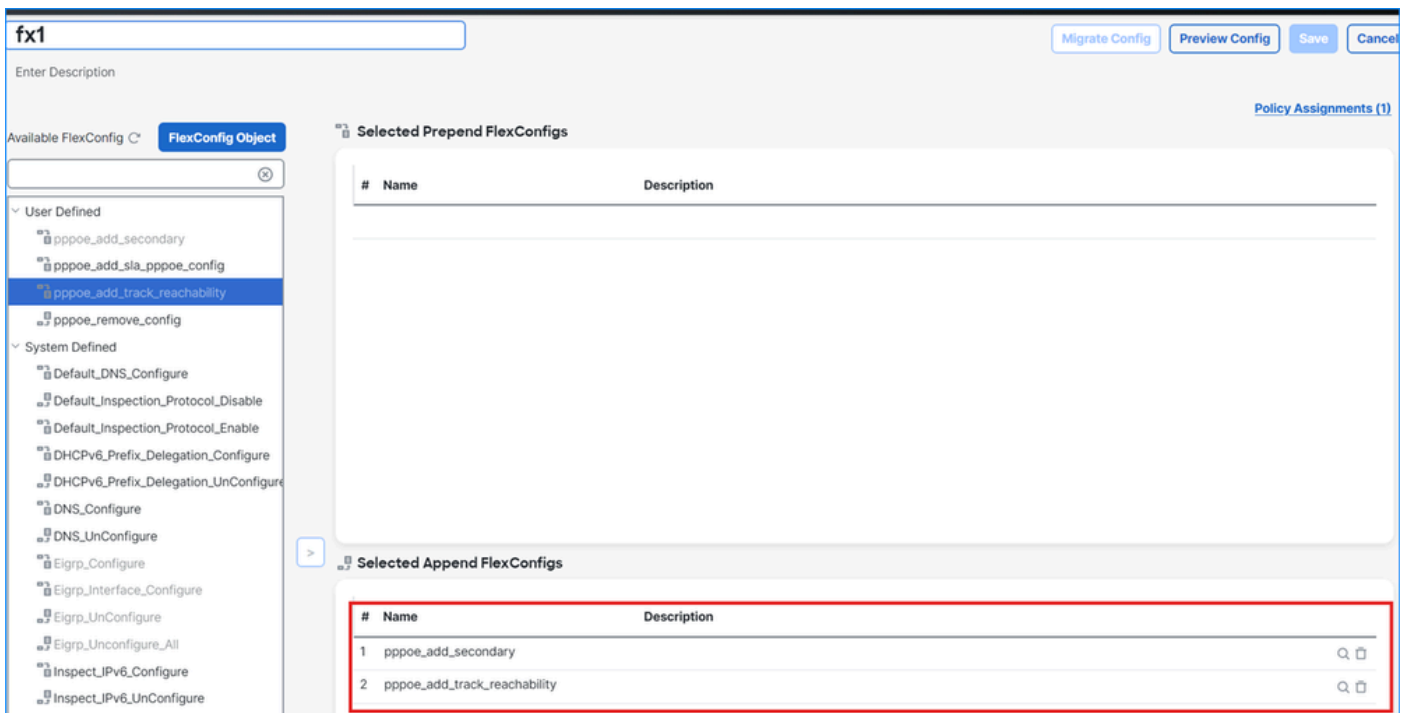 fx1
Migrate Config Preview Config Save Cancel
Enter Description
Policy Assignments (1)
Available FlexConfig FlexConfig Object
Selected Prepend FlexConfigs
# Name Description
User Defined
pppoe_add_secondary
pppoe_add_sla_pppoe_config
pppoe_add_track_reachability
pppoe_remove_config
System Defined
Default_DNS_Configure
Default_Inspection_Protocol_Disable
Default_Inspection_Protocol_Enable
DHCPv6_Prefix_Delegation_Configure
DHCPv6_Prefix_Delegation_UnConfigure
DNS_Configure
DNS_UnConfigure
Eigrp_Configure
Eigrp_Interface_Configure
Eigrp_UnConfigure
Eigrp_Unconfigure_All
Inspect_IPv6_Configure
Inspect_IPv6_UnConfigure
>
Selected Append FlexConfigs
# Name Description
1 pppoe_add_secondary
2 pppoe_add_track_reachability